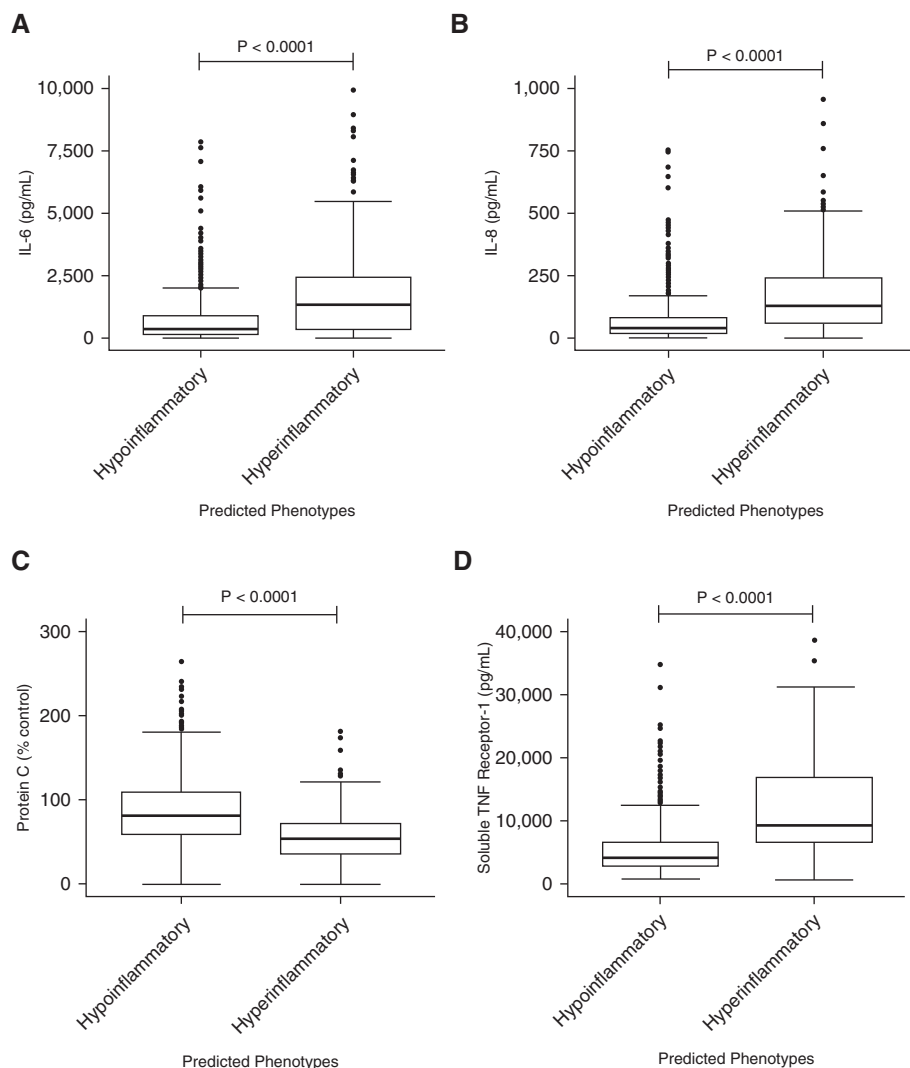 A
P < 0.0001
IL-6 (pg/mL)
10,000
7,500
5,000
2,500
0
Hypoinflammatory
Hyperinflammatory
Predicted Phenotypes
B
P < 0.0001
IL-8 (pg/mL)
1,000
750
500
250
0
Hypoinflammatory
Hyperinflammatory
Predicted Phenotypes
C
P < 0.0001
Protein C (% control)
300
200
100
0
Hypoinflammatory
Hyperinflammatory
Predicted Phenotypes
D
P < 0.0001
Soluble TNF Receptor-1 (pg/mL)
40,000
30,000
20,000
10,000
0
Hypoinflammatory
Hyperinflammatory
Predicted Phenotypes